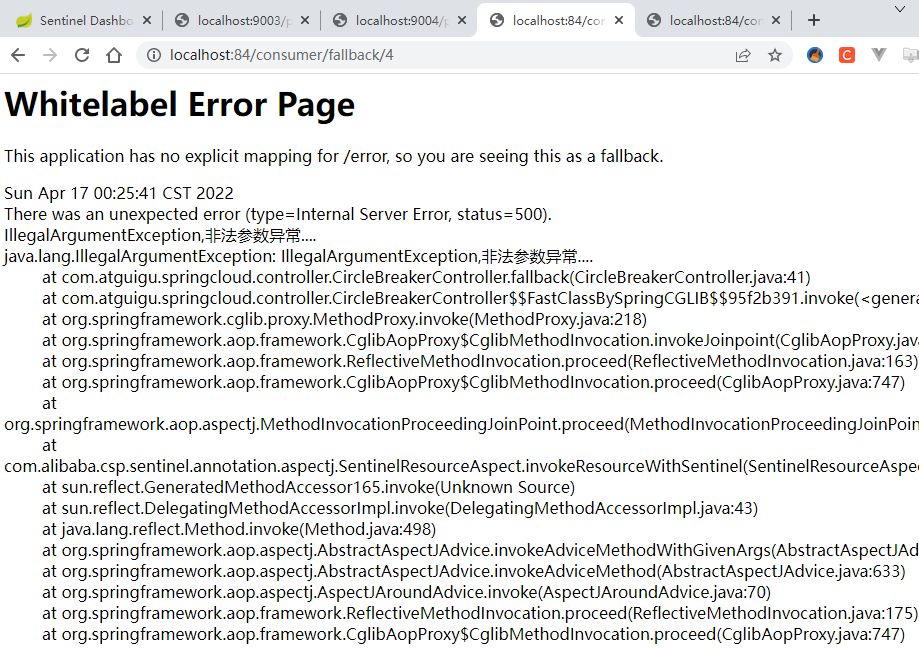 Sentinel Dashbo
localhost:9003/p
localhost:9004/p
localhost:84/con
localhost:84/con
localhost:84/consumer/fallback/4
C
Whitelabel Error Page
This application has no explicit mapping for /error, so you are seeing this as a fallback.
Sun Apr 17 00:25:41 CST 2022
There was an unexpected error (type=Internal Server Error, status=500).
IllegalArgumentException,非法参数异常....
java.lang.IllegalArgumentException: IllegalArgumentException,非法参数异常....
at com.atguigu.springcloud.controller.CircleBreakerController.fallback(CircleBreakerController.java:41)
at com.atguigu.springcloud.controller.CircleBreakerController$$FastClassBySpringCGLIB$$95f2b391.invoke(<genera
at org.springframework.cglib.proxy.MethodProxy.invoke(MethodProxy.java:218)
at org.springframework.aop.framework.CglibAopProxy$CglibMethodInvocation.invokeJoinpoint(CglibAopProxy.java
at org.springframework.aop.framework.ReflectiveMethodInvocation.proceed(ReflectiveMethodInvocation.java:163)
at org.springframework.aop.framework.CglibAopProxy$CglibMethodInvocation.proceed(CglibAopProxy.java:747)
at
org.springframework.aop.aspectj.MethodInvocationProceedingJoinPoint.proceed(MethodInvocationProceedingJoinPoin
at
com.alibaba.csp.sentinel.annotation.aspectj.SentinelResourceAspect.invokeResourceWithSentinel(SentinelResourceAspe
at sun.reflect.GeneratedMethodAccessor165.invoke(Unknown Source)
at sun.reflect.DelegatingMethodAccessorImpl.invoke(DelegatingMethodAccessorImpl.java:43)
at java.lang.reflect.Method.invoke(Method.java:498)
at org.springframework.aop.aspectj.AbstractAspectJAdvice.invokeAdviceMethodWithGivenArgs(AbstractAspectJAd
at org.springframework.aop.aspectj.AbstractAspectJAdvice.invokeAdviceMethod(AbstractAspectJAdvice.java:633)
at org.springframework.aop.aspectj.AspectJAroundAdvice.invoke(AspectJAroundAdvice.java:70)
at org.springframework.aop.framework.ReflectiveMethodInvocation.proceed(ReflectiveMethodInvocation.java:175)
at org.springframework.aop.framework.CglibAopProxy$CglibMethodInvocation.proceed(CglibAopProxy.java:747)